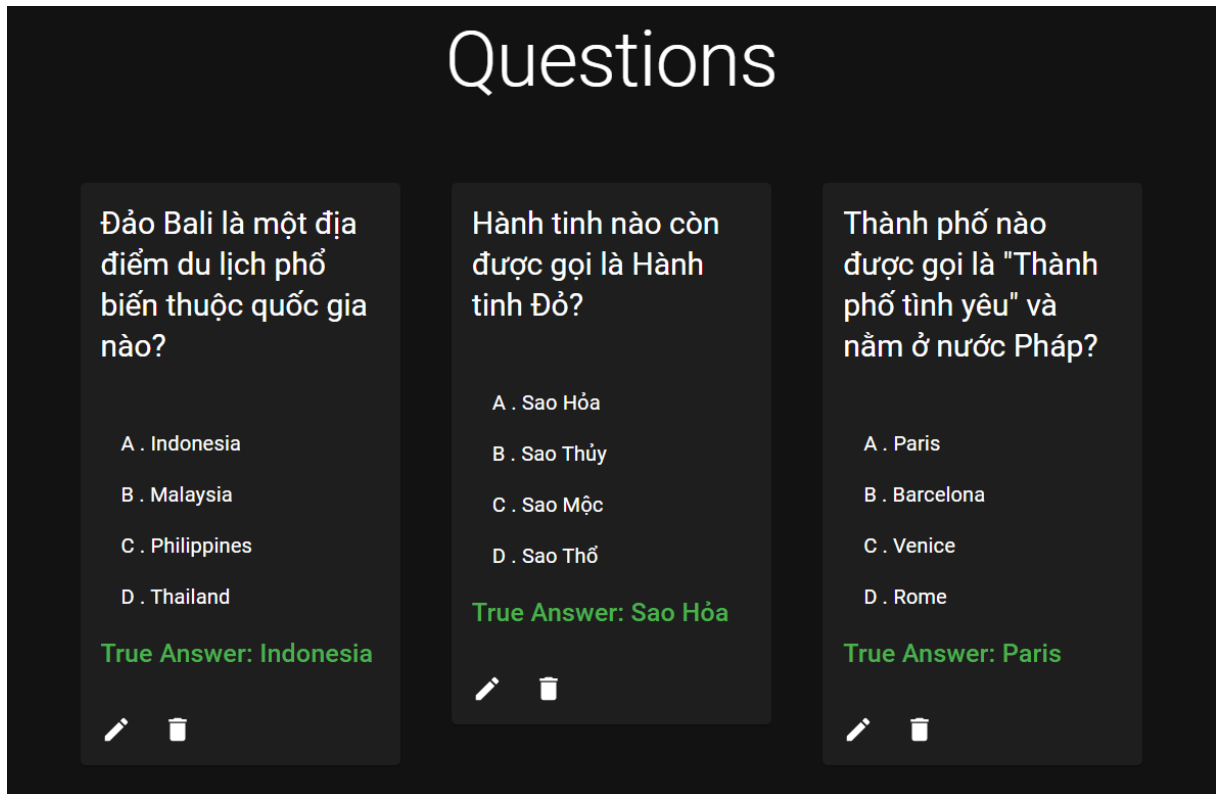 Questions
Đảo Bali là một địa
điểm du lịch phổ
biến thuộc quốc gia
nào?
A . Indonesia
B . Malaysia
C . Philippines
D . Thailand
True Answer: Indonesia
Hành tinh nào còn
được gọi là Hành
tinh Đỏ?
A . Sao Hỏa
B . Sao Thủy
C . Sao Mộc
D . Sao Thổ
True Answer: Sao Hỏa
Thành phố nào
được gọi là "Thành
phố tình yêu" và
nằm ở nước Pháp?
A . Paris
B . Barcelona
C . Venice
D . Rome
True Answer: Paris